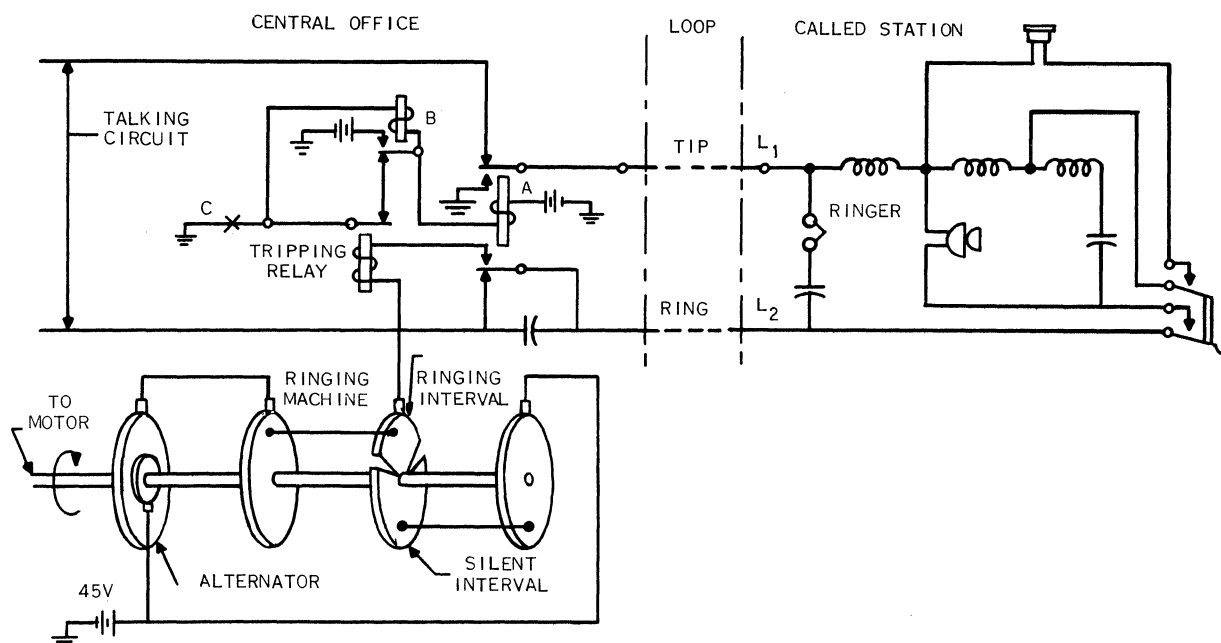 CENTRAL OFFICE
LOOP
CALLED STATION
TALKING
CIRCUIT
B
TIP
L1
A
C
RINGER
TRIPPING
RELAY
RING
L2
RINGING
MACHINE
RINGING
INTERVAL
TO
MOTOR
ALTERNATOR
SILENT
INTERVAL
45V